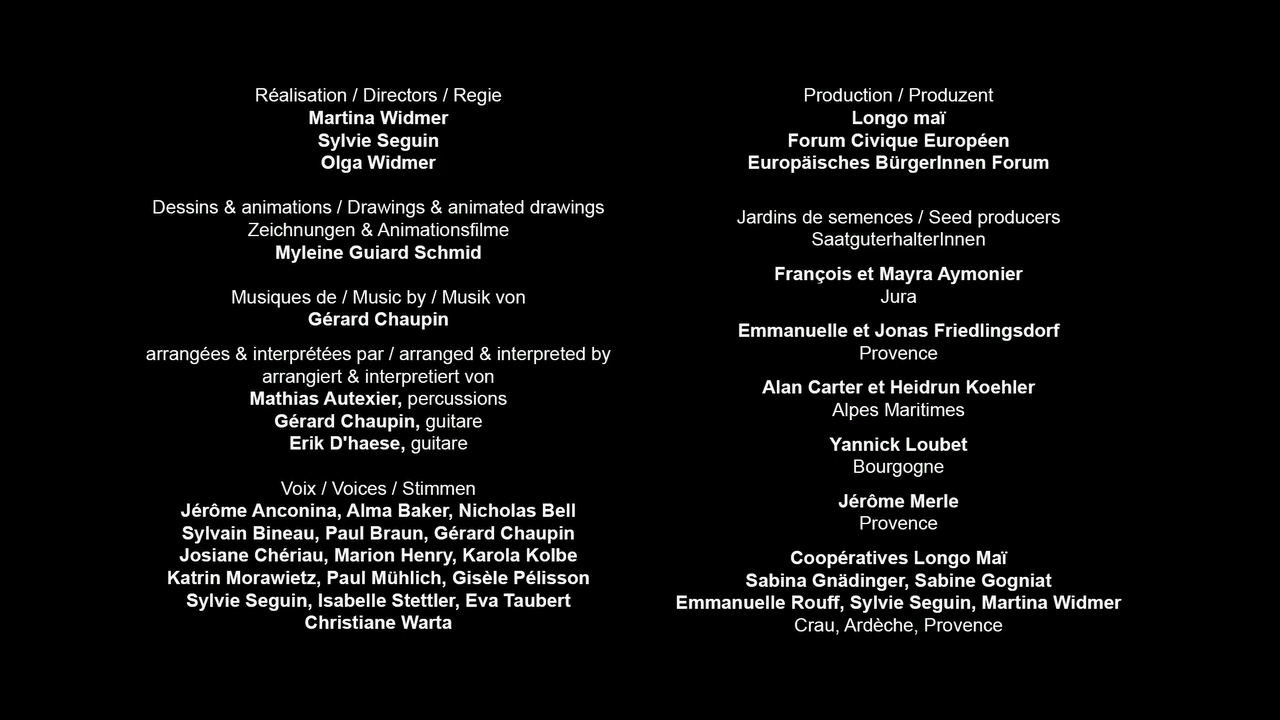 Réalisation / Directors / Regie
Martina Widmer
Sylvie Seguin
Olga Widmer
Dessins & animations / Drawings & animated drawings
Zeichnungen & Animationsfilme
Myleine Guiard Schmid
Musiques de / Music by / Musik von
Gérard Chaupin
arrangées & interprétées par / arranged & interpreted by
arrangiert & interpretiert von
Mathias Autexier, percussions
Gérard Chaupin, guitare
Erik D'haese, guitare
Voix / Voices / Stimmen
Jérôme Anconina, Alma Baker, Nicholas Bell
Sylvain Bineau, Paul Braun, Gérard Chaupin
Josiane Chériau, Marion Henry, Karola Kolbe
Katrin Morawietz, Paul Mühlich, Gisèle Pélisson
Sylvie Seguin, Isabelle Stettler, Eva Taubert
Christiane Warta
Production / Produzent
Longo maï
Forum Civique Européen
Europäisches BürgerInnen Forum
Jardins de semences / Seed producers
SaatguterhalterInnen
François et Mayra Aymonier
Jura
Emmanuelle et Jonas Friedlingsdorf
Provence
Alan Carter et Heidrun Koehler
Alpes Maritimes
Yannick Loubet
Bourgogne
Jérôme Merle
Provence
Coopératives Longo Maï
Sabina Gnädinger, Sabine Gogniat
Emmanuelle Rouff, Sylvie Seguin, Martina Widmer
Crau, Ardèche, Provence